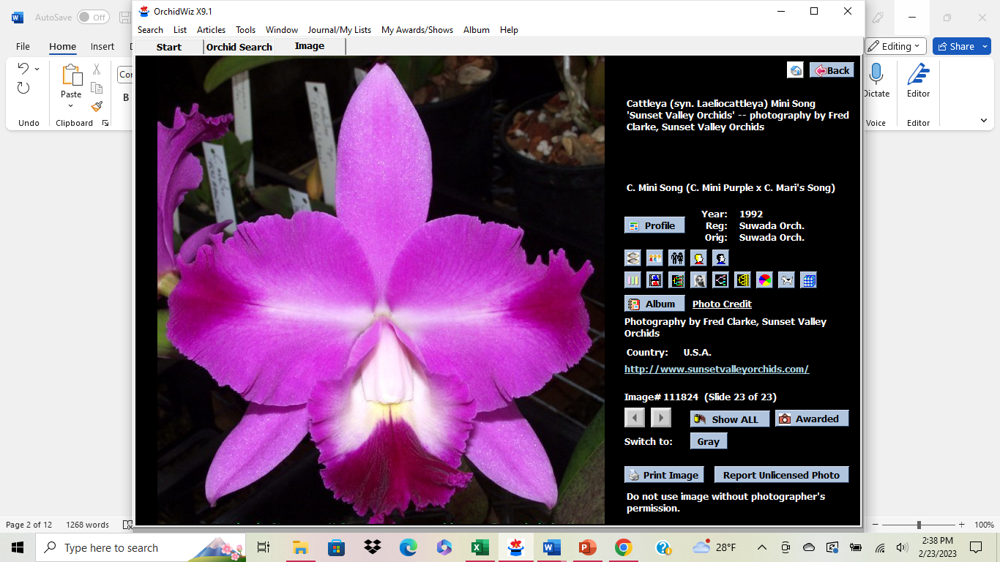 AutoSave Off
OrchidWiz X9.1
Search List Articles Tools Window Journal/My Lists My Awards/Shows Album Help
Start Orchid Search Image
File Home Insert
Editing Share
Paste
B
Undo Clipboard
Dictate Editor
Voice Editor
Back
Cattleya (syn. Laeliocattleya) Mini Song
'Sunset Valley Orchids' -- photography by Fred
Clarke, Sunset Valley Orchids
C. Mini Song (C. Mini Purple x C. Mari's Song)
Profile
Year: 1992
Reg: Suwada Orch.
Orig: Suwada Orch.
Album Photo Credit
Photography by Fred Clarke, Sunset Valley
Orchids
Country: U.S.A.
http://www.sunsetvalleyorchids.com/
Image# 111824 (Slide 23 of 23)
Show ALL Awarded
Switch to: Gray
Print Image Report Unlicensed Photo
Do not use image without photographer's
permission.
Page 2 of 12 1268 words
100%
Type here to search
28°F
2:38 PM
2/23/2023